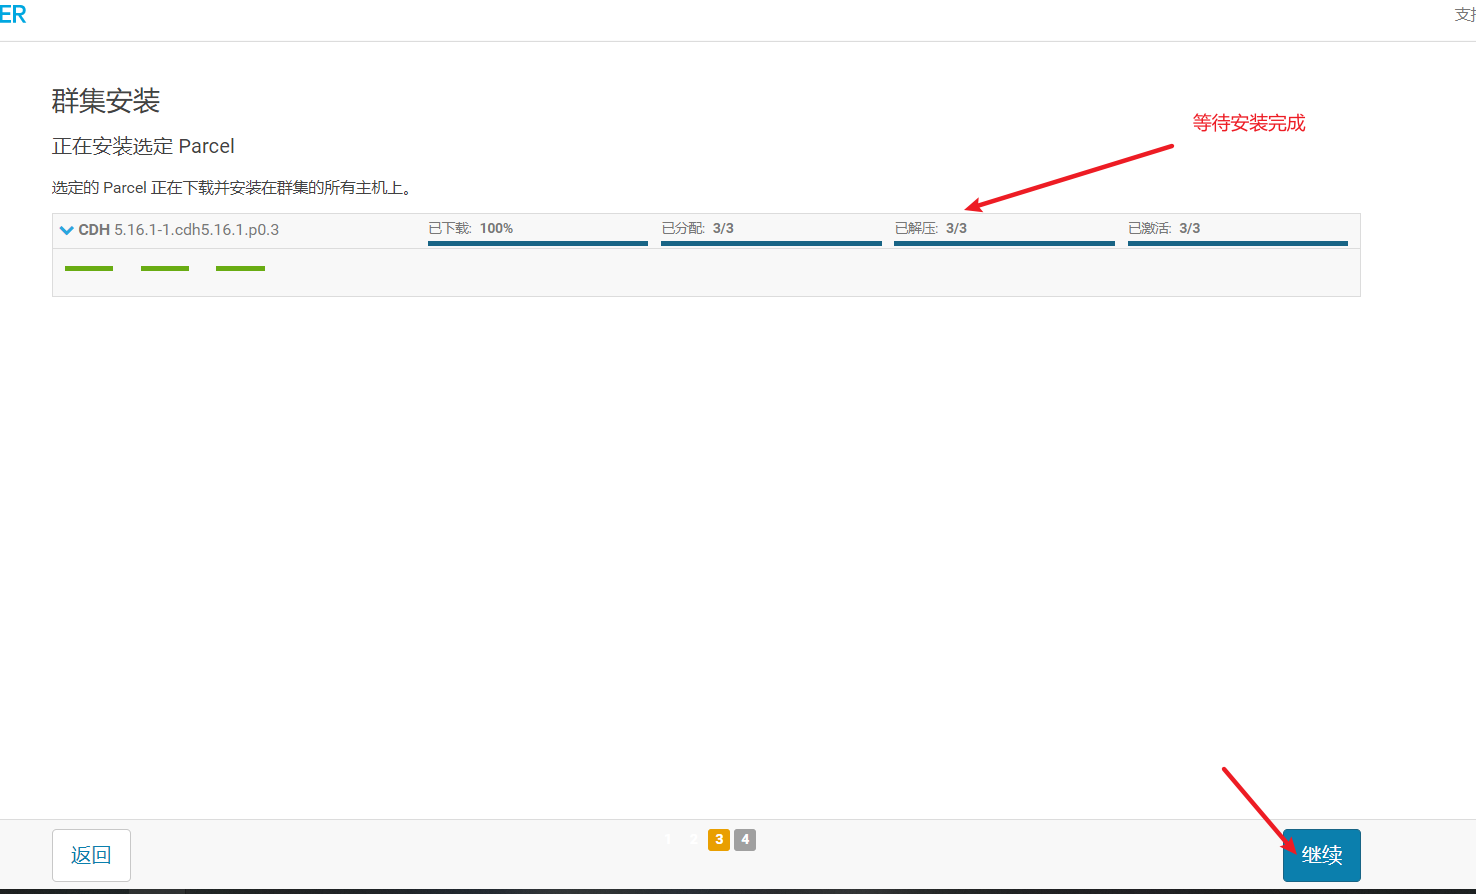 ER
群集安装
等待安装完成
正在安装选定 Parcel
选定的 Parcel 正在下载并安装在群集的所有主机上。
CDH 5.16.1-1.cdh5.16.1.p0.3 已下载: 100% 已分配: 3/3 已解压: 3/3 已激活: 3/3
1 2 3 4
返回 继续